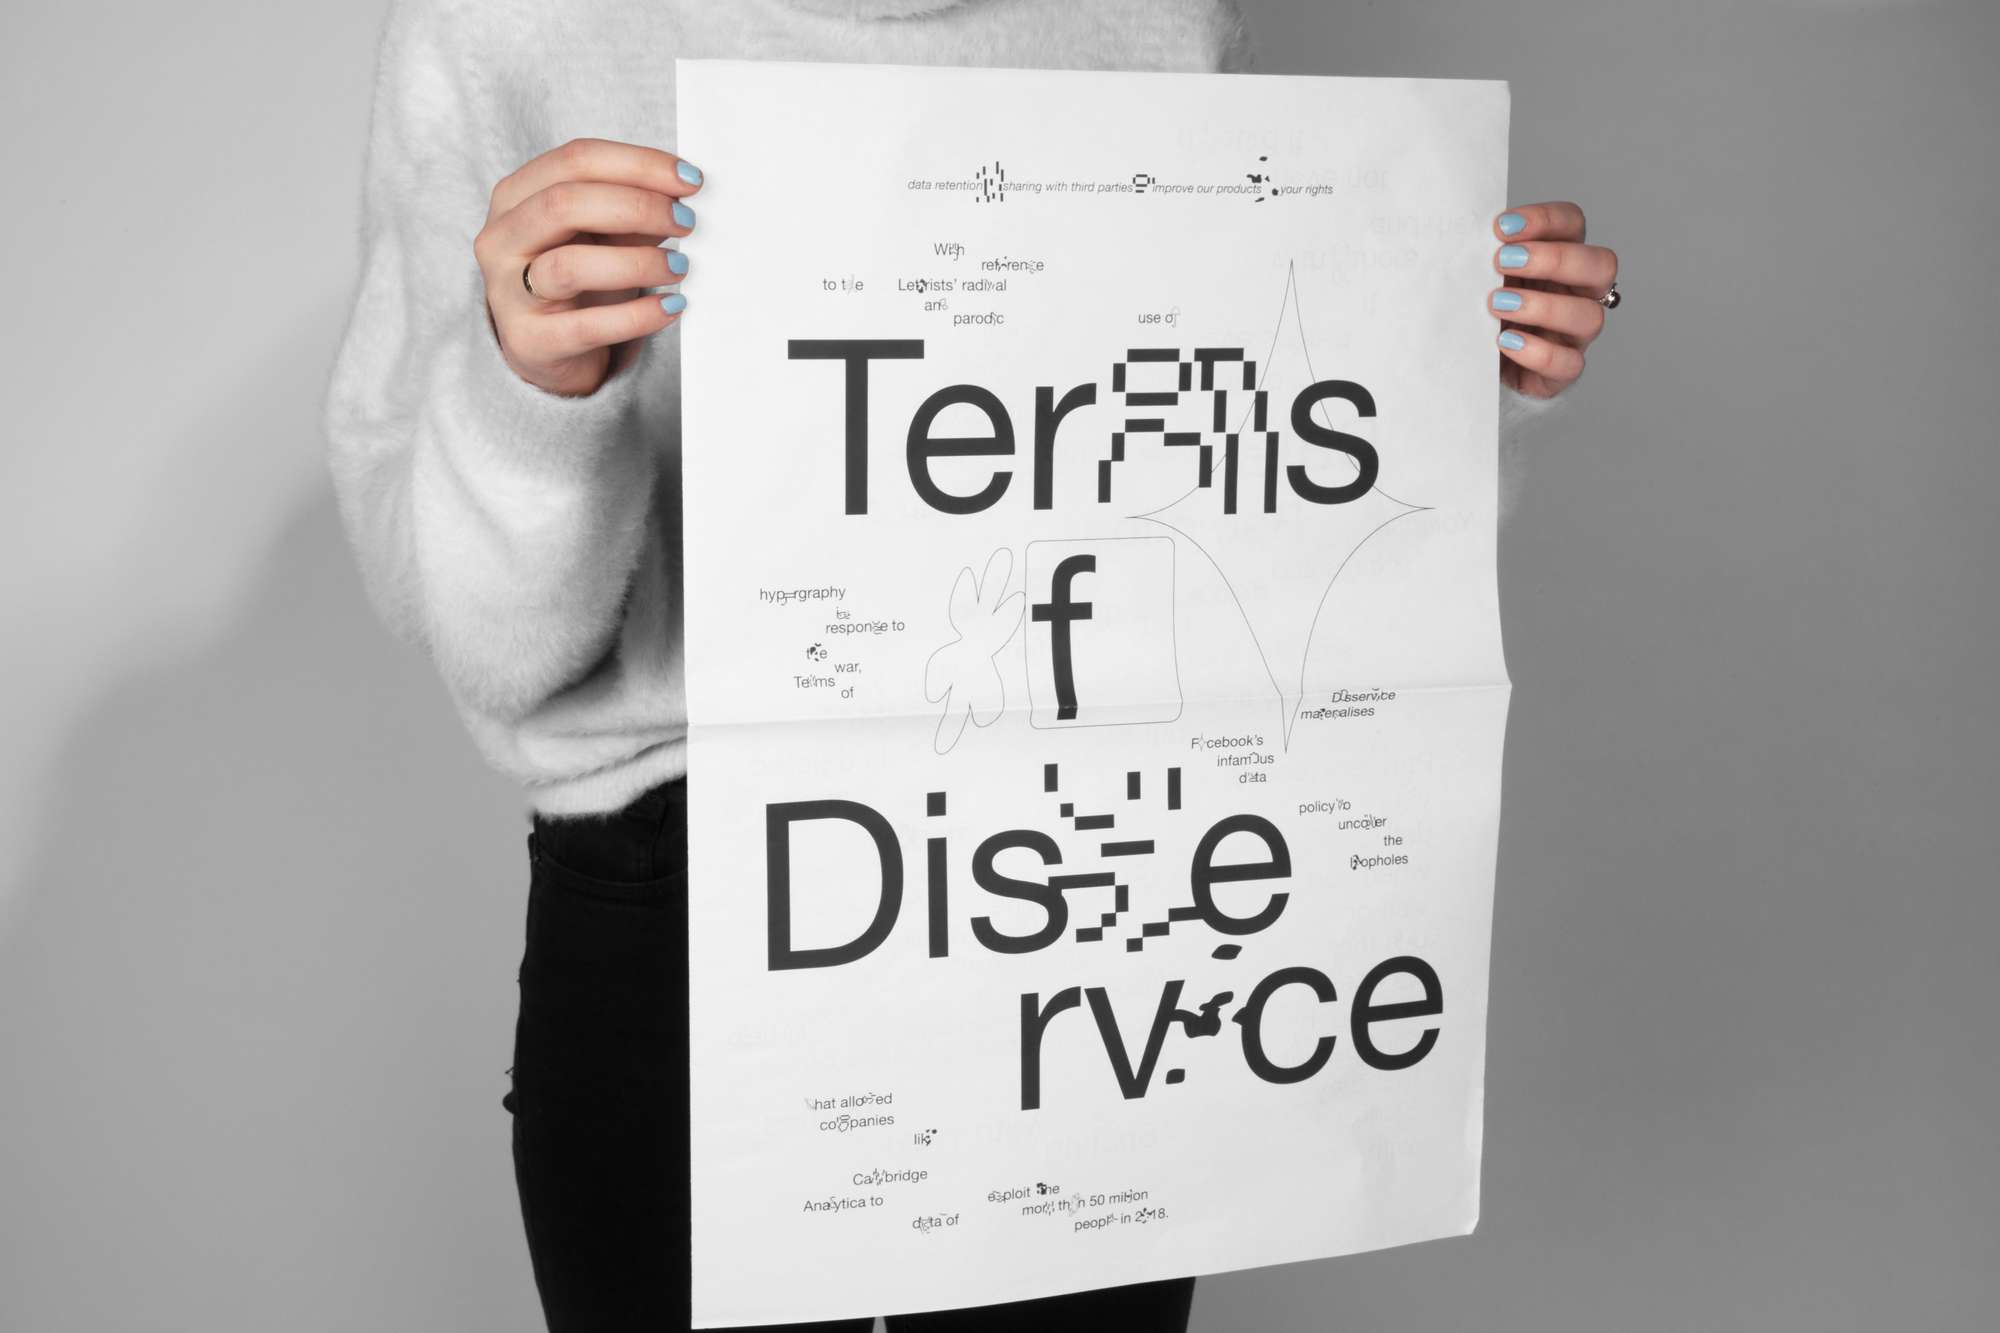 data retention sharing with third parties improve our products your rights
With
reference
to the Lettrists' radical
and
parodic
use of
Terms
f
hypergraphy
in
response to
the
war,
Terms
of
Disservice
materialises
Facebook's
infamous
data
policy to
uncover
the
loopholes
Disse
rvice
that allowed
companies
like
Cambridge
Analytica to
exploit the
data of
more than 50 million
people in 2018.